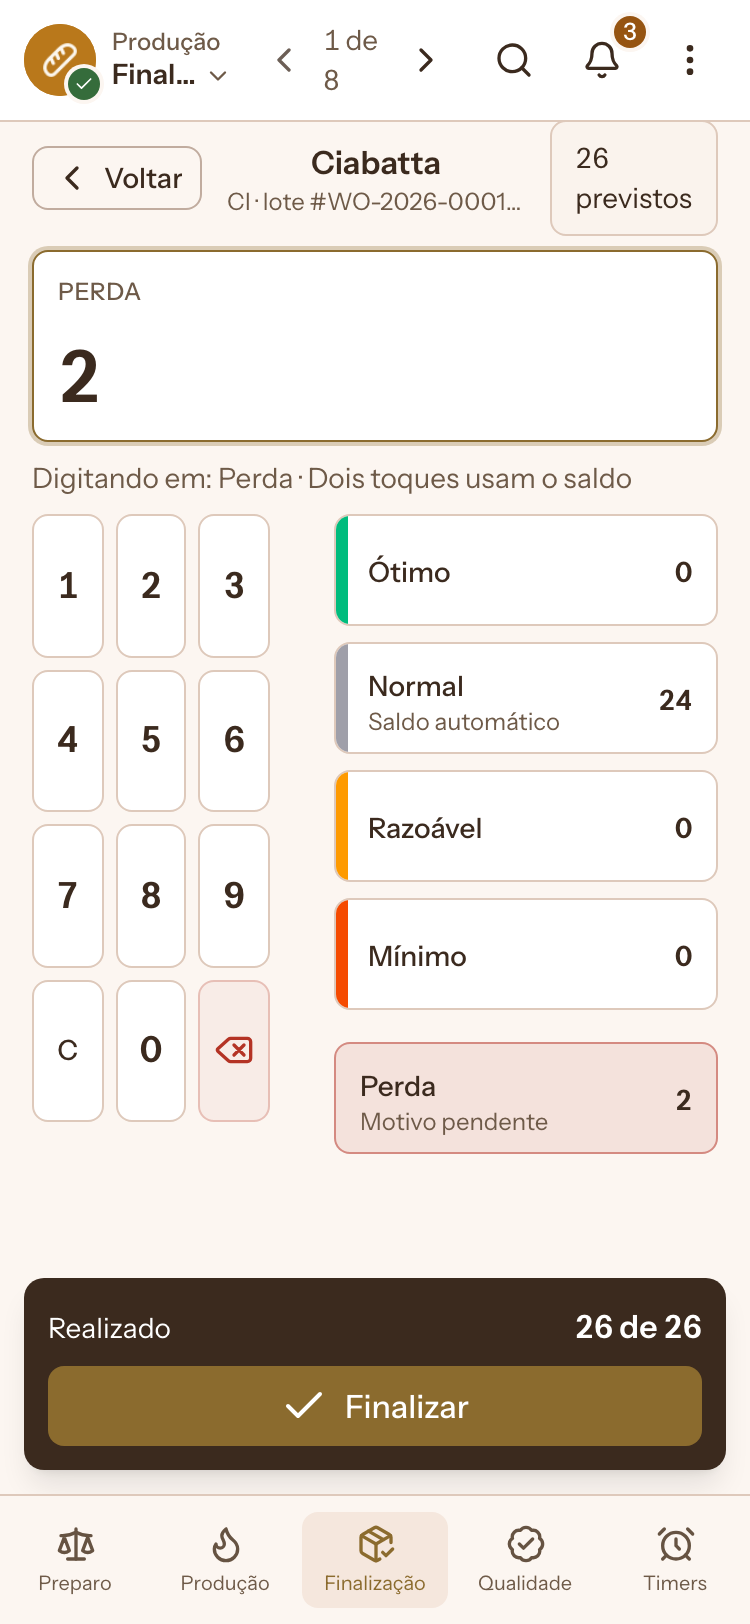 Produção
Final...
1 de
8
3
Voltar
Ciabatta
CI · lote #WO-2026-0001...
26
previstos
PERDA
2
Digitando em: Perda · Dois toques usam o saldo
1
2
3
4
5
6
7
8
9
C
0
Ótimo
0
Normal
Saldo automático
24
Razoável
0
Mínimo
0
Perda
Motivo pendente
2
Realizado
26 de 26
Finalizar
Preparo
Produção
Finalização
Qualidade
Timers